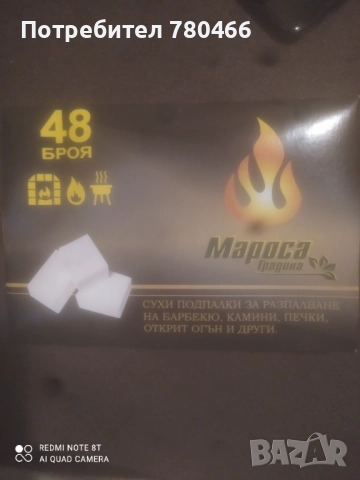 Потребител 780466
48
БРОЯ
Мароса
Градина
СУХИ ПОДПАЛКИ ЗА РАЗПАЛВАНЕ
НА БАРБЕКЮ, КАМИНИ, ПЕЧКИ,
ОТКРИТ ОГЪН И ДРУГИ.
REDMI NOTE 8T
AI QUAD CAMERA
BAZAR